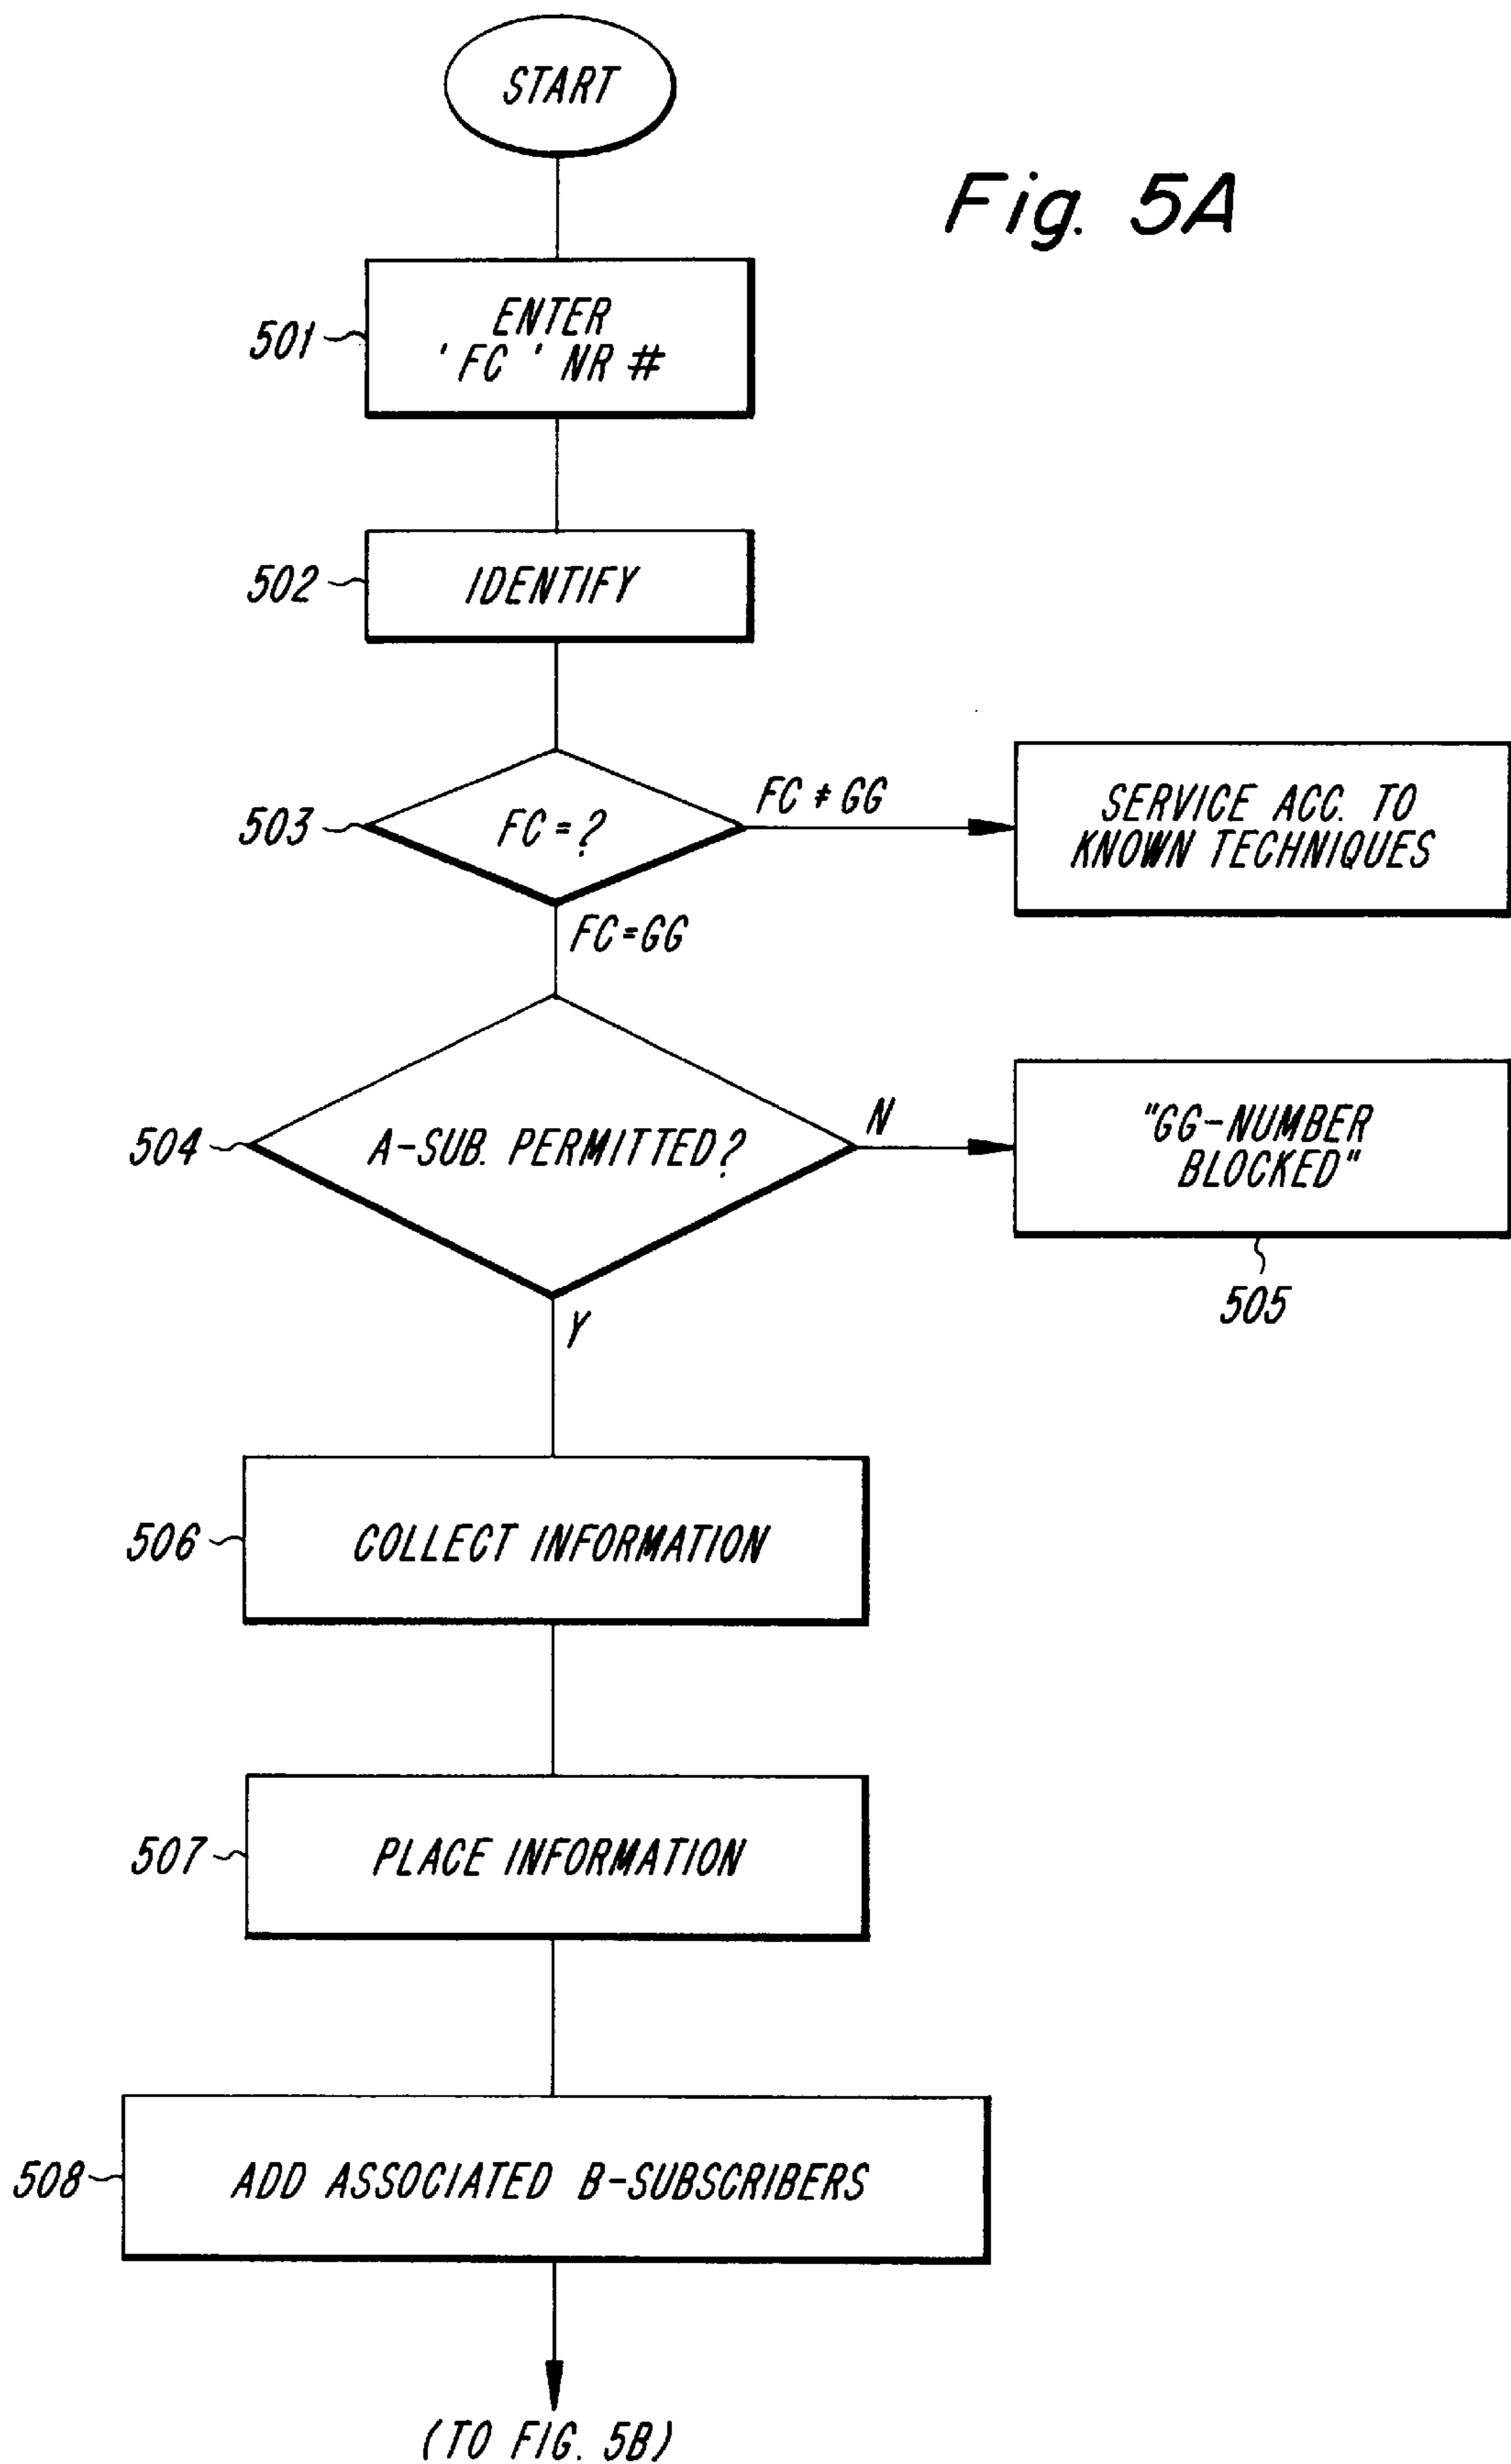 START
Fig. 5A
ENTER
'FC' NR #
501
IDENTIFY
502
FC=?
503
FC ≠ GG
SERVICE ACC. TO
KNOWN TECHNIQUES
FC=GG
A-SUB. PERMITTED?
504
N
"GG-NUMBER
BLOCKED"
505
Y
COLLECT INFORMATION
506
PLACE INFORMATION
507
ADD ASSOCIATED B-SUBSCRIBERS
508
(TO FIG. 5B)